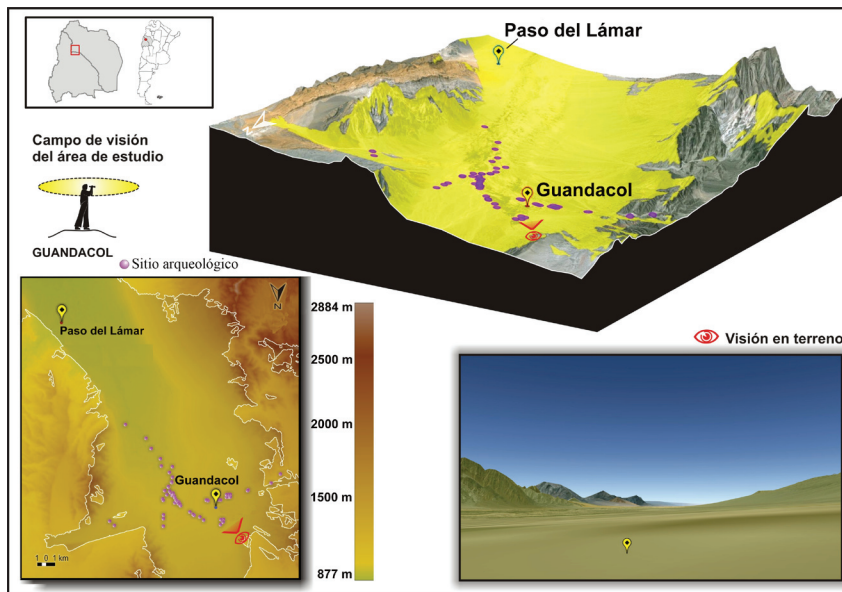 Paso del Lámar
Campo de visión
del área de estudio
Guandacol
GUANDACOL
Sitio arqueológico
N
Paso del Lámar
Guandacol
1 0 1 km
2884 m
2500 m
2000 m
1500 m
877 m
Visión en terreno